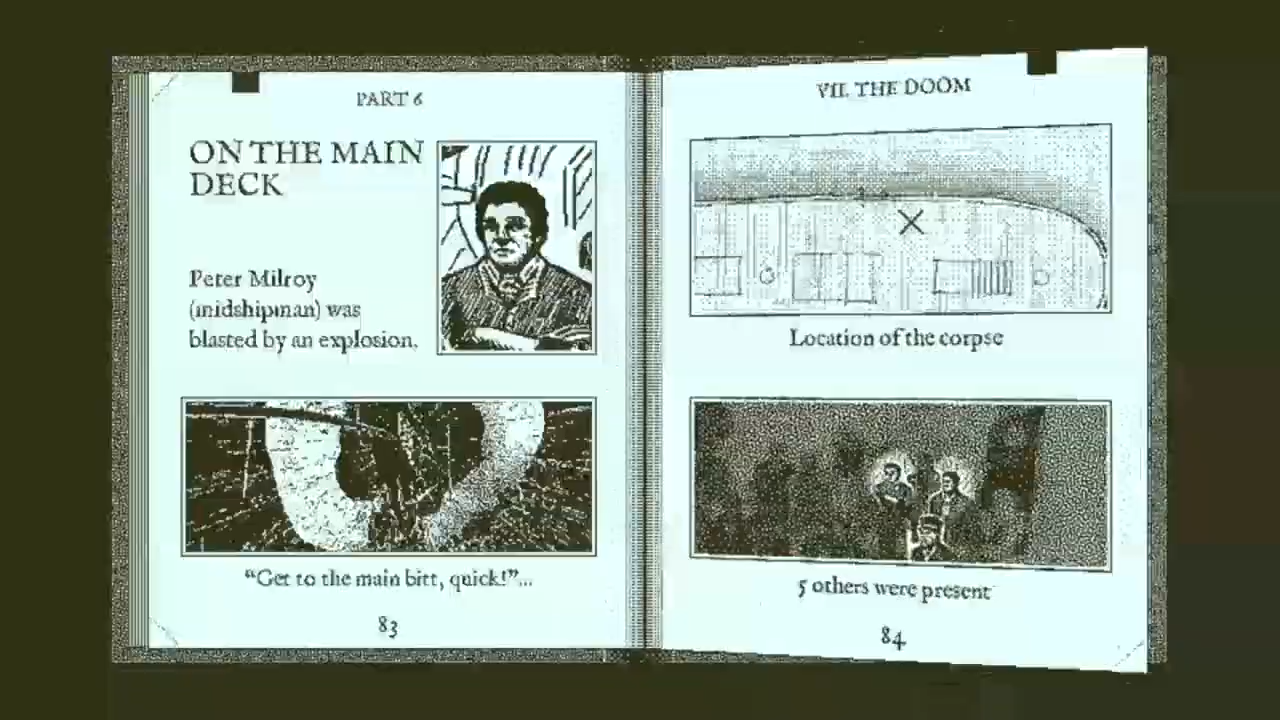 PART 6
ON THE MAIN
DECK
Peter Milroy
(midshipman) was
blasted by an explosion.
“Get to the main bitt, quick!”...
83
VII. THE DOOM
Location of the corpse
5 others were present
84